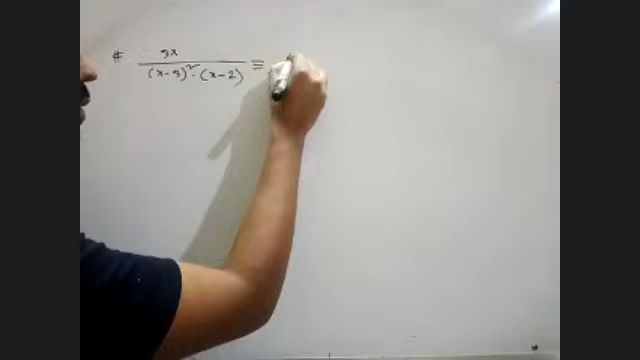 # 3x / (x-3)² · (x-2) ≡